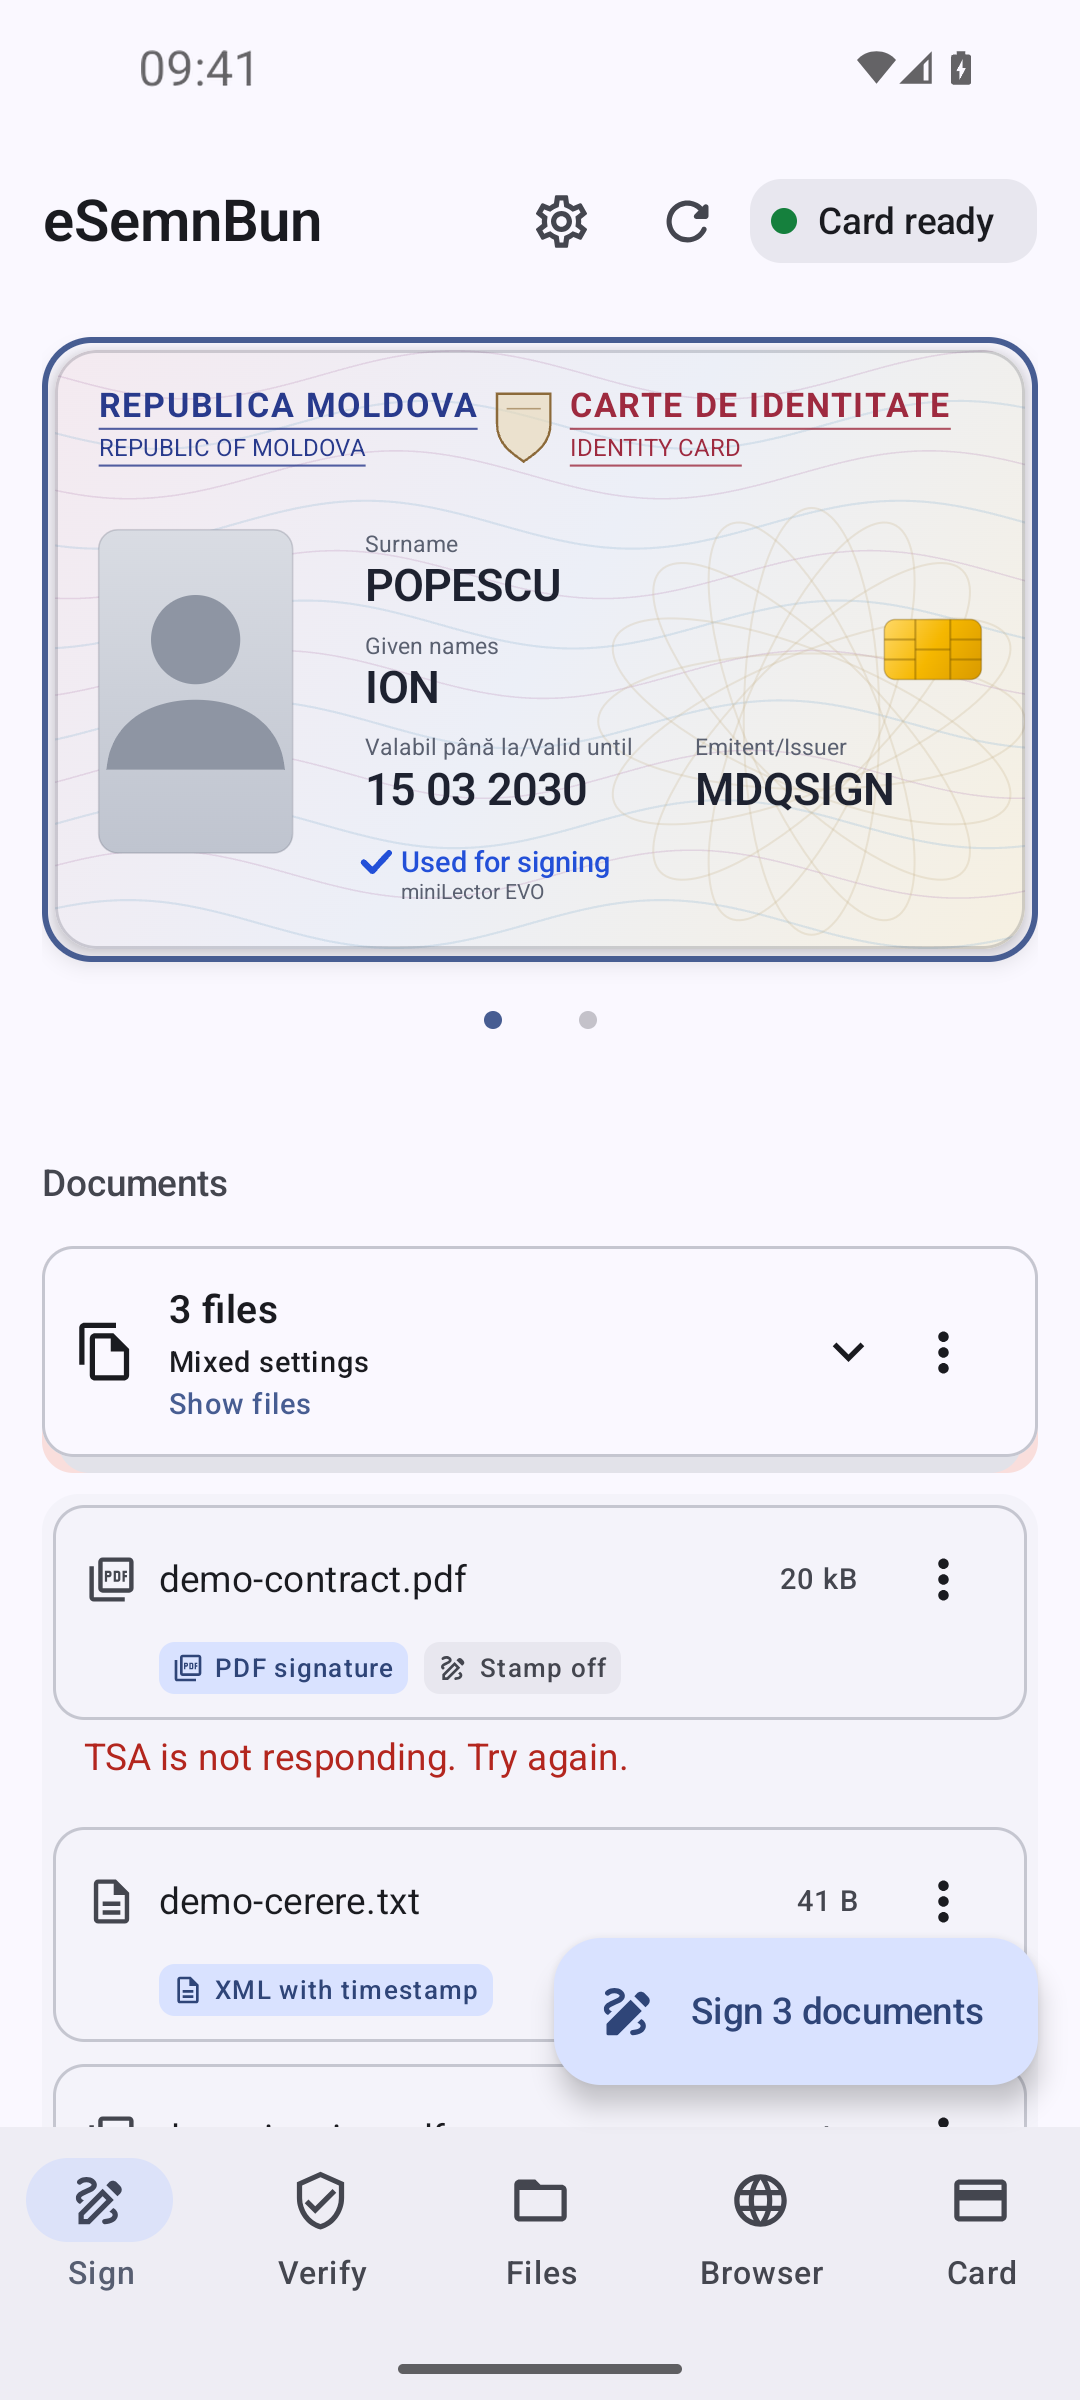 09:41
eSemnBun
Card ready
REPUBLICA MOLDOVA
REPUBLIC OF MOLDOVA
CARTE DE IDENTITATE
IDENTITY CARD
Surname
POPESCU
Given names
ION
Valabil până la/Valid until
15 03 2030
Emitent/Issuer
MDQSIGN
Used for signing
miniLector EVO
Documents
3 files
Mixed settings
Show files
PDF
demo-contract.pdf
20 kB
PDF
PDF signature
Stamp off
TSA is not responding. Try again.
demo-cerere.txt
41 B
XML with timestamp
Sign 3 documents
Sign
Verify
Files
Browser
Card